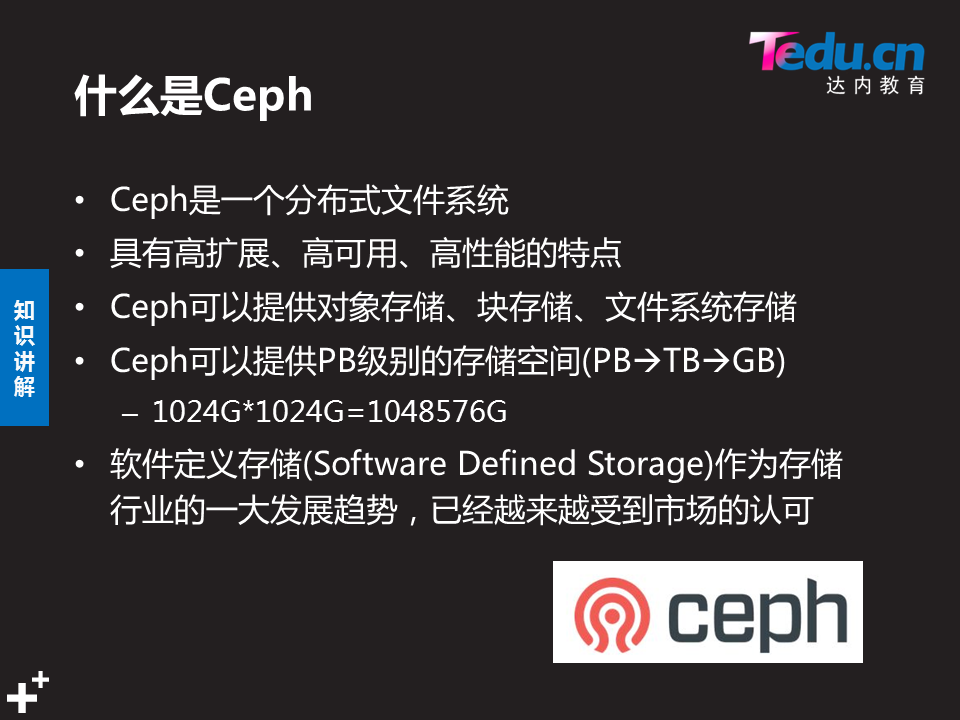 Tedu.cn
达内教育
什么是Ceph
• Ceph是一个分布式文件系统
• 具有高扩展、高可用、高性能的特点
• Ceph可以提供对象存储、块存储、文件系统存储
• Ceph可以提供PB级别的存储空间(PB→TB→GB)
– 1024G*1024G=1048576G
• 软件定义存储(Software Defined Storage)作为存储
行业的一大发展趋势，已经越来越受到市场的认可
知识讲解
ceph